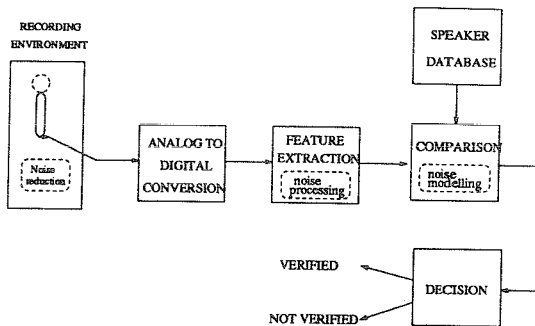 RECORDING
ENVIRONMENT
Noise
reduction
ANALOG TO
DIGITAL
CONVERSION
FEATURE
EXTRACTION
noise
processing
SPEAKER
DATABASE
COMPARISON
noise
modelling
VERIFIED
NOT VERIFIED
DECISION